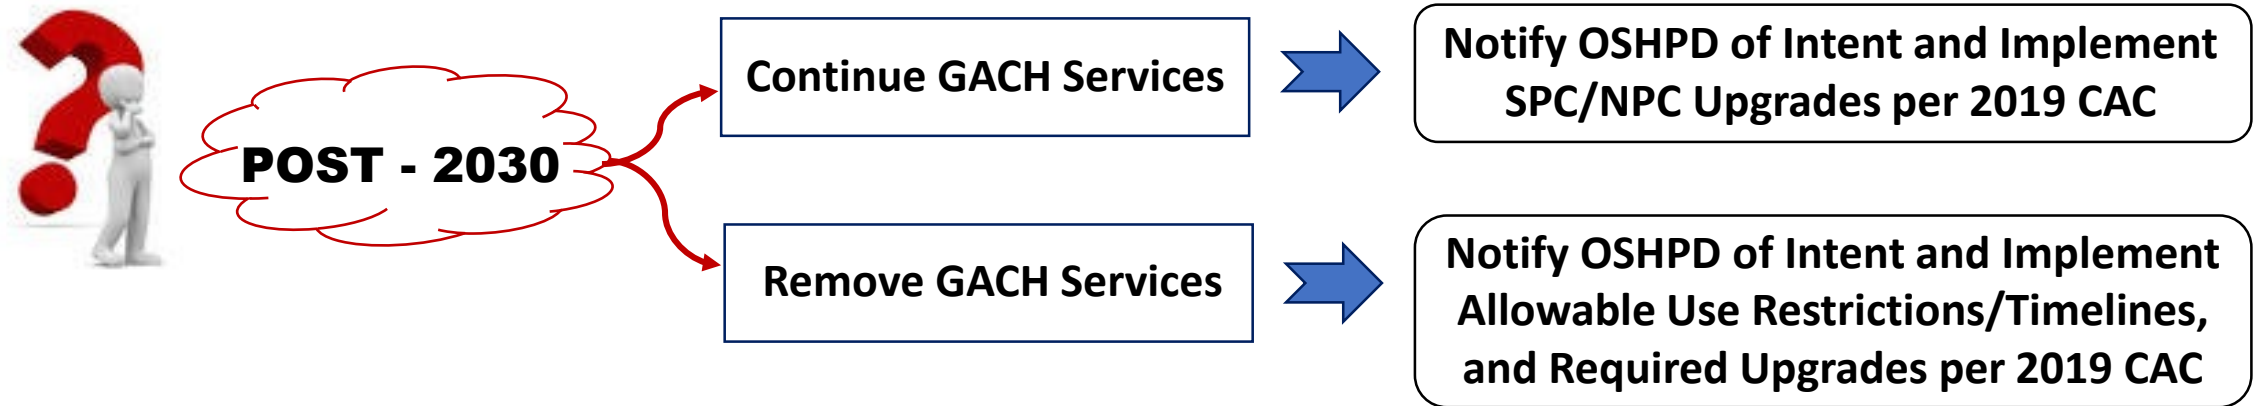 POST - 2030
Continue GACH Services
Notify OSHPD of Intent and Implement
SPC/NPC Upgrades per 2019 CAC
Remove GACH Services
Notify OSHPD of Intent and Implement
Allowable Use Restrictions/Timelines,
and Required Upgrades per 2019 CAC